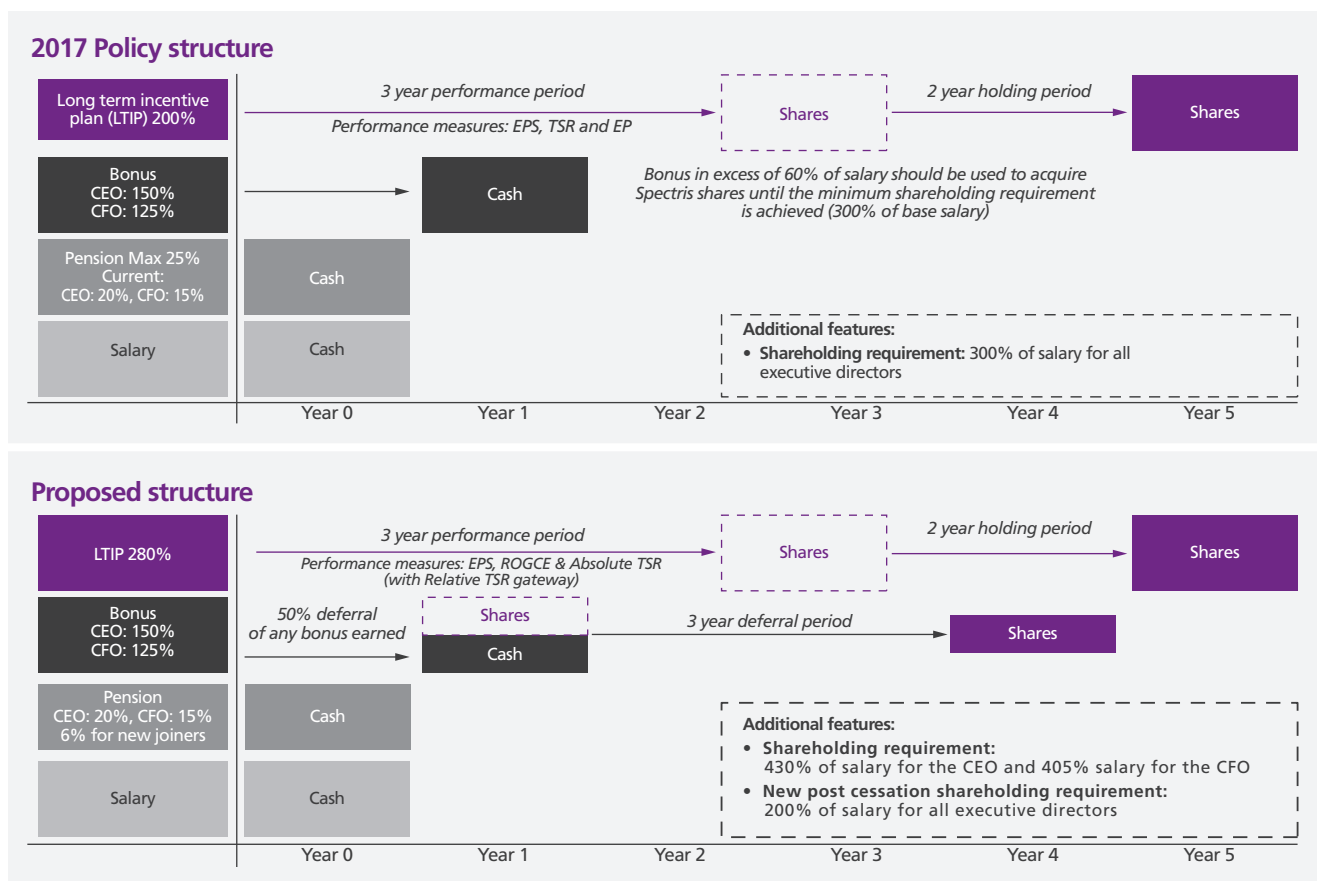 2017 Policy structure
Long term incentive
plan (LTIP) 200%
3 year performance period
Performance measures: EPS, TSR and EP
Shares
2 year holding period
Shares
Bonus
CEO: 150%
CFO: 125%
Cash
Bonus in excess of 60% of salary should be used to acquire
Spectris shares until the minimum shareholding requirement
is achieved (300% of base salary)
Pension Max 25%
Current:
CEO: 20%, CFO: 15%
Cash
Salary
Cash
Additional features:
• Shareholding requirement: 300% of salary for all
executive directors
Year 0
Year 1
Year 2
Year 3
Year 4
Year 5
Proposed structure
LTIP 280%
3 year performance period
Performance measures: EPS, ROGCE & Absolute TSR
(with Relative TSR gateway)
Shares
2 year holding period
Shares
Bonus
CEO: 150%
CFO: 125%
50% deferral
of any bonus earned
Shares
Cash
3 year deferral period
Shares
Pension
CEO: 20%, CFO: 15%
6% for new joiners
Cash
Salary
Cash
Additional features:
• Shareholding requirement:
430% of salary for the CEO and 405% salary for the CFO
• New post cessation shareholding requirement:
200% of salary for all executive directors
Year 0
Year 1
Year 2
Year 3
Year 4
Year 5